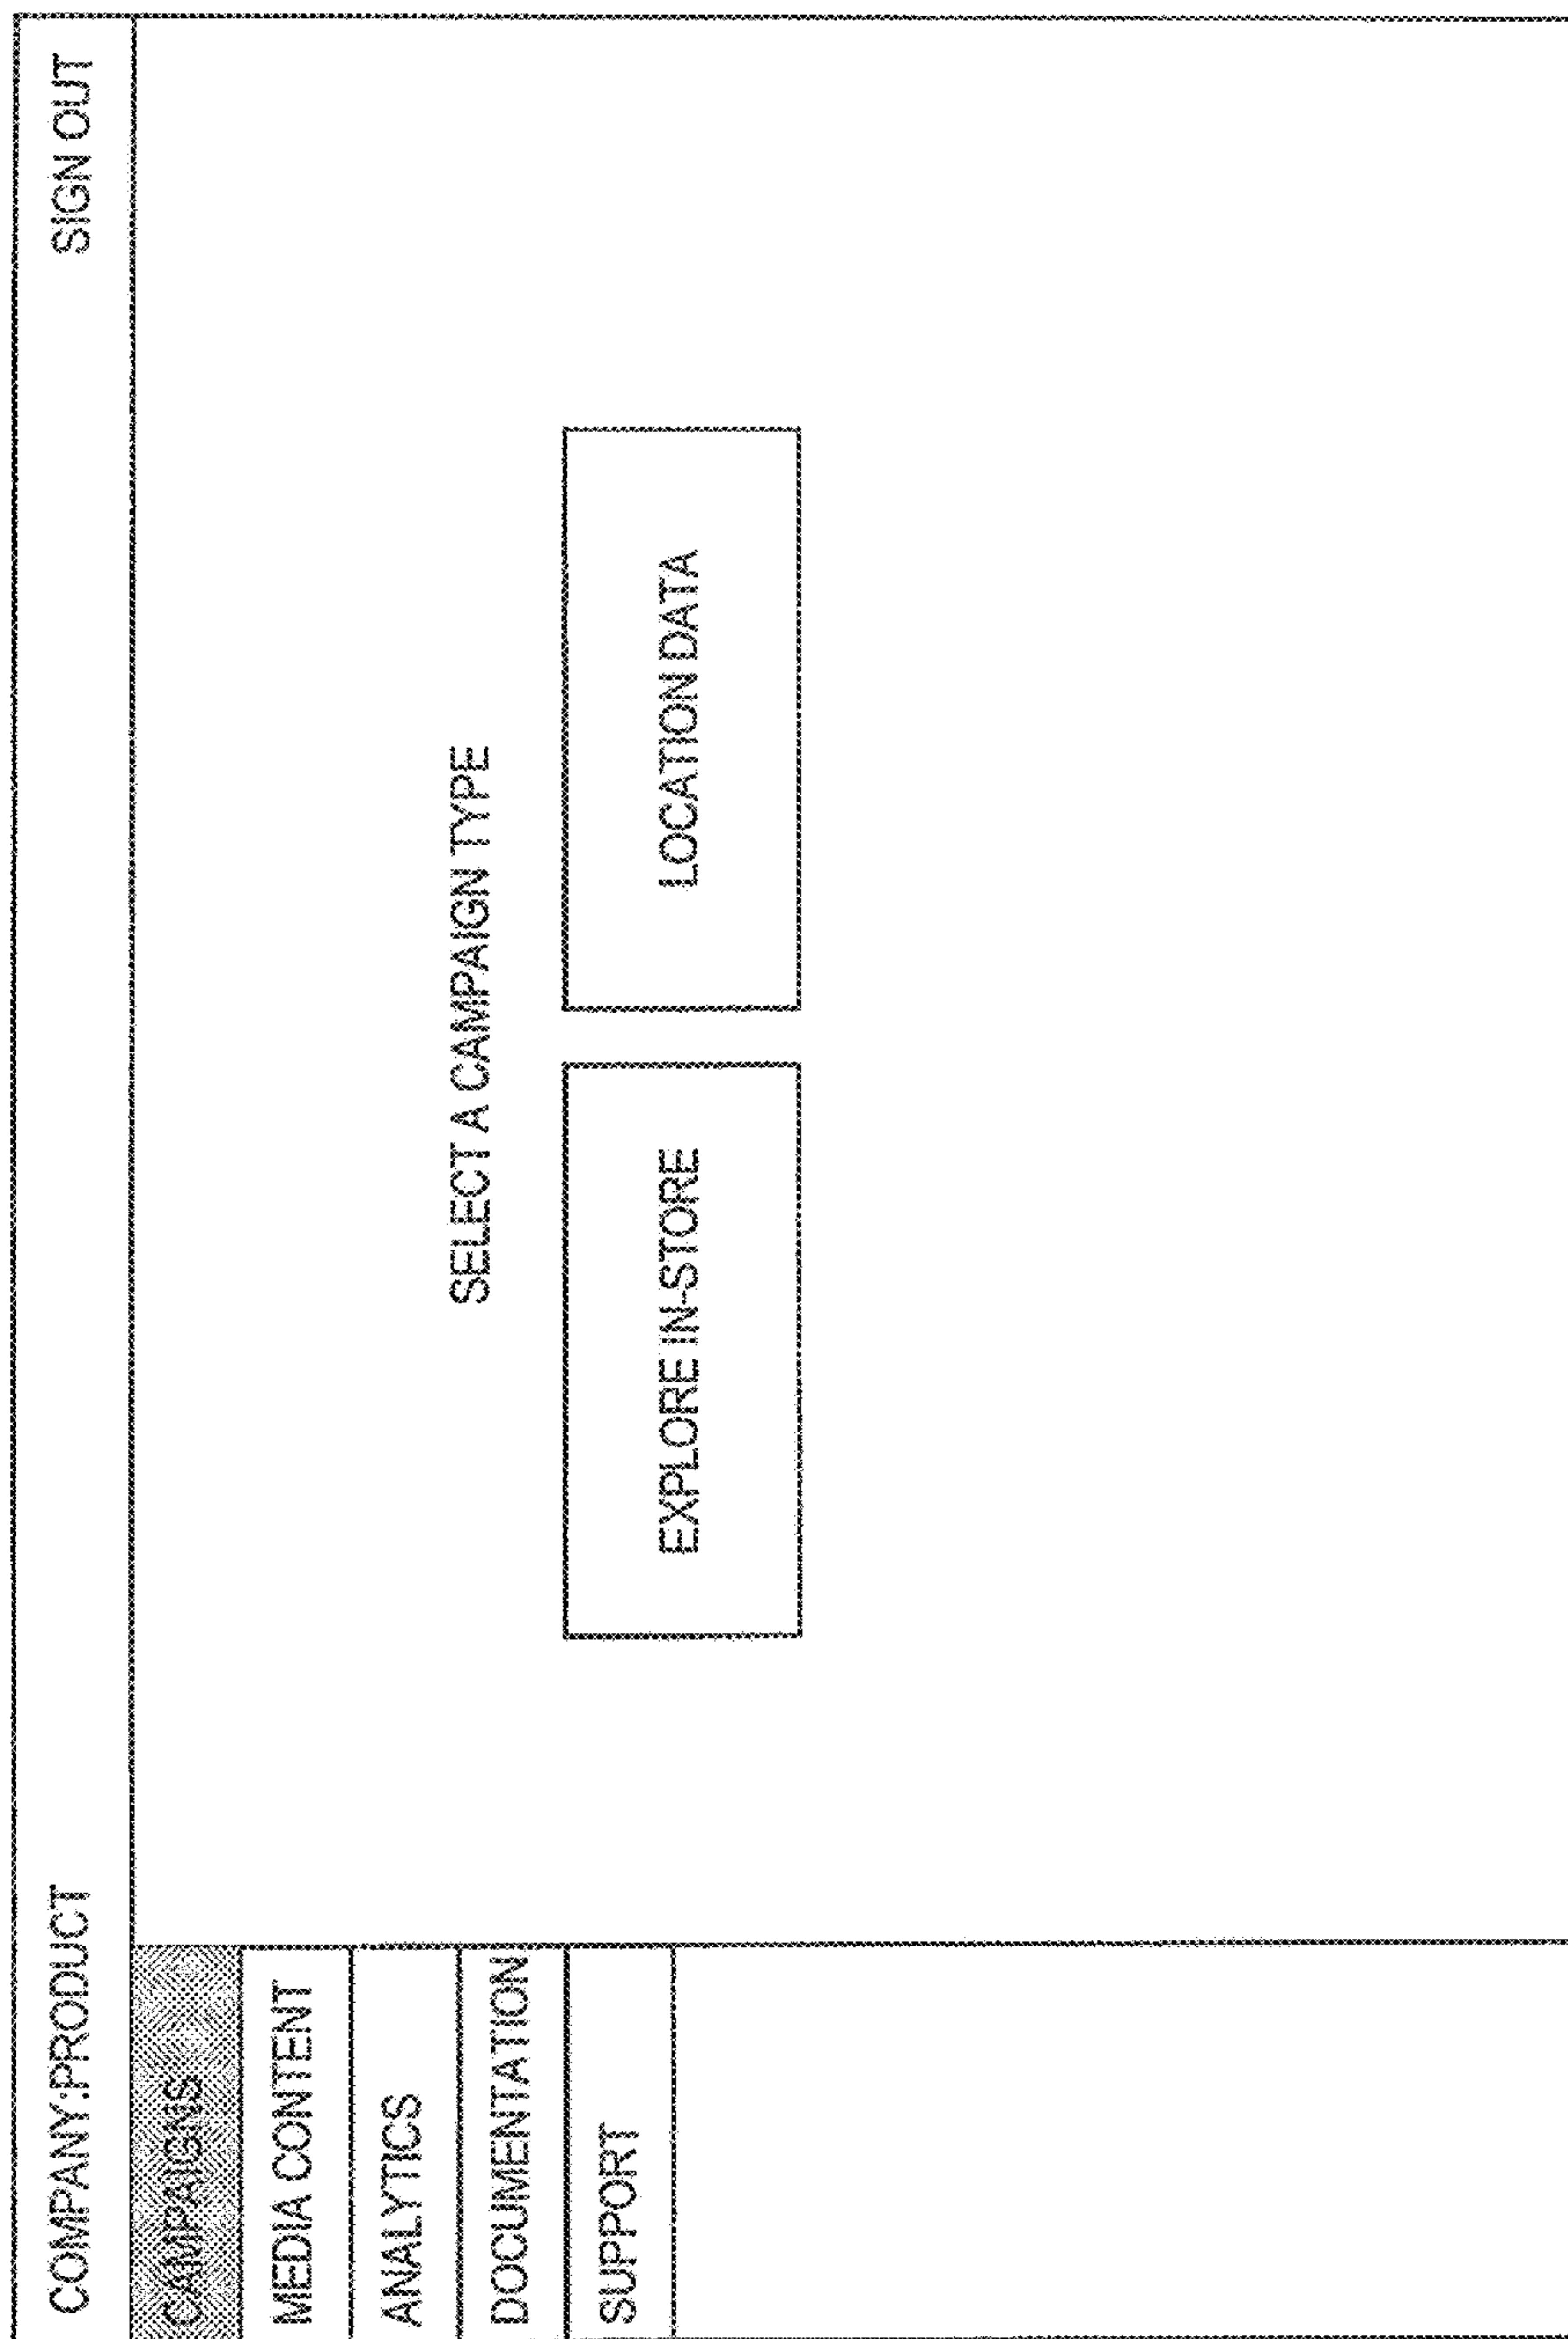 COMPANY:PRODUCT
SIGN OUT
CAMPAIGNS
MEDIA CONTENT
ANALYTICS
DOCUMENTATION
SUPPORT
SELECT A CAMPAIGN TYPE
EXPLORE IN-STORE
LOCATION DATA